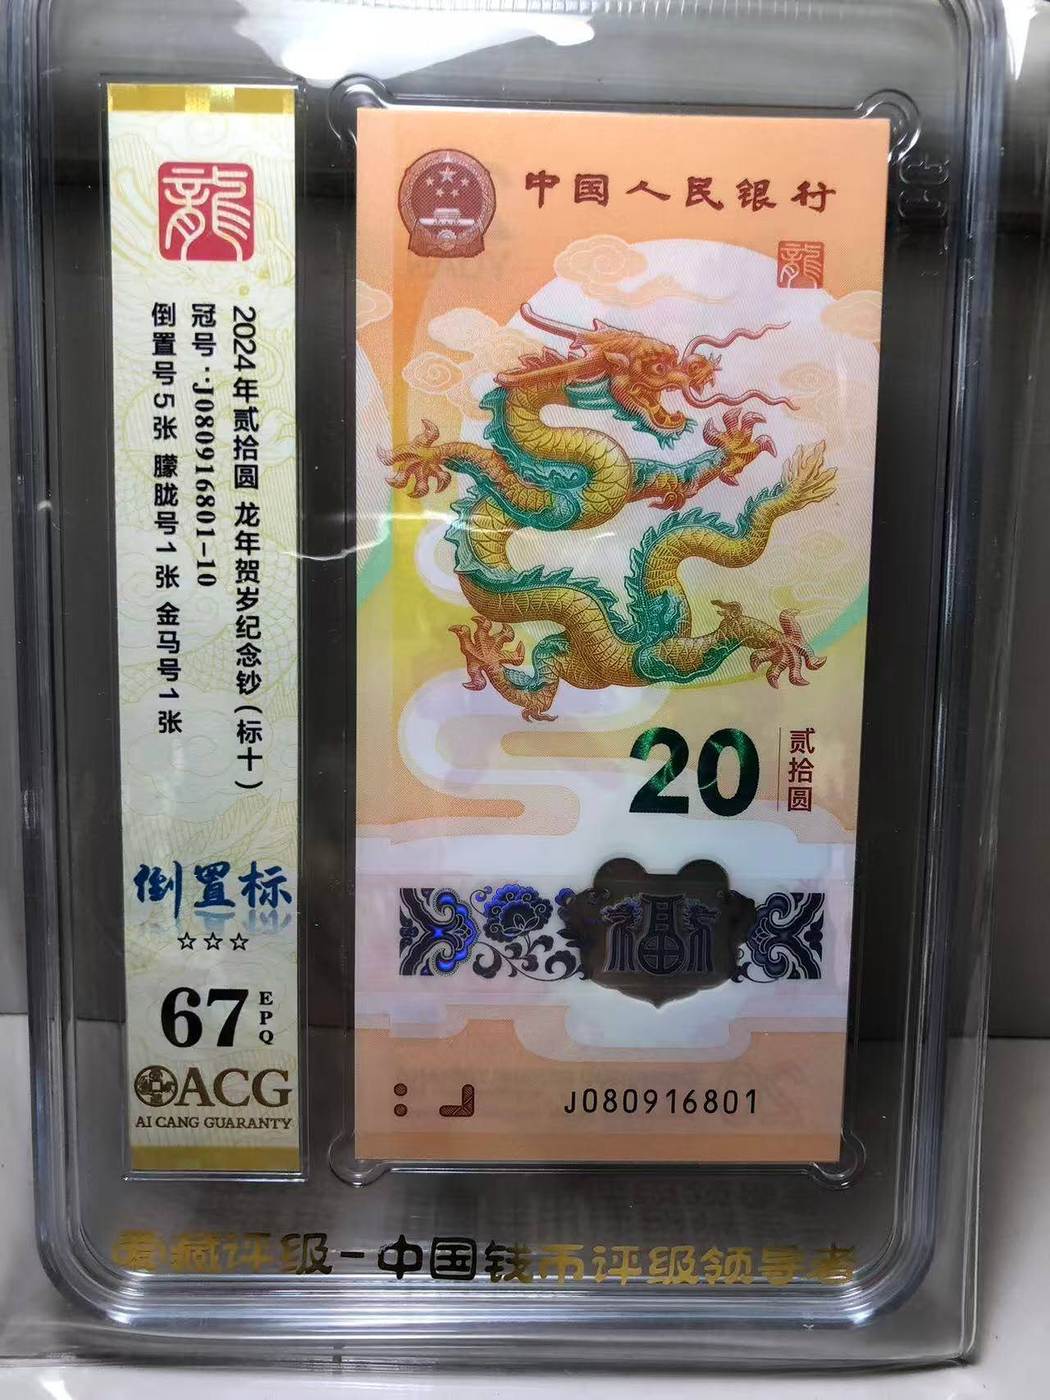 龍
2024年贰拾圆 龙年贺岁纪念钞(标十)
冠号:J080916801-10
倒置号5张 朦胧号1张 金马号1张
倒置标
☆☆☆
67 EPQ
ACG
AI CANG GUARANTY
中国人民银行
龍
20 贰拾圆
福
J080916801
爱藏评级-中国钱币评级领导者